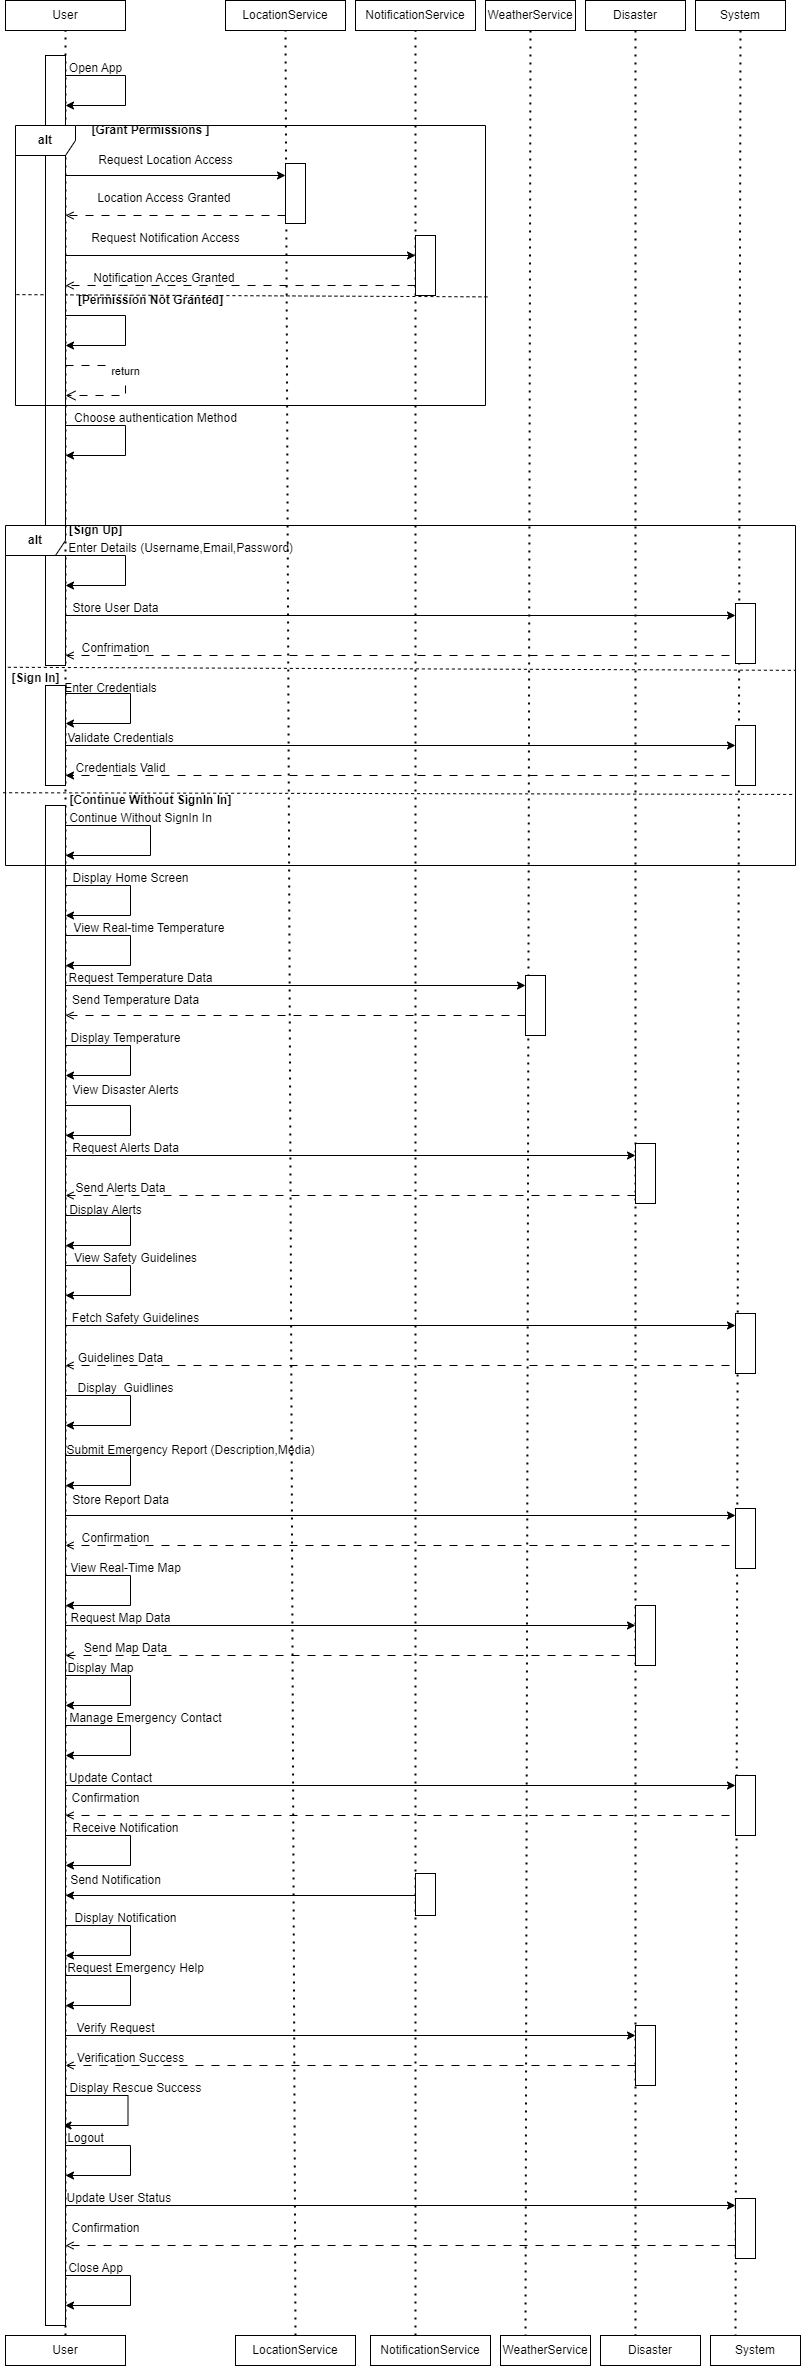 User
LocationService
NotificationService
WeatherService
Disaster
System
Open App
alt
[Grant Permissions ]
Request Location Access
Location Access Granted
Request Notification Access
Notification Acces Granted
[Permission Not Granted]
return
Choose authentication Method
alt
[Sign Up]
Enter Details (Username,Email,Password)
Store User Data
Confrimation
[Sign In]
Enter Credentials
Validate Credentials
Credentials Valid
[Continue Without SignIn In]
Continue Without SignIn In
Display Home Screen
View Real-time Temperature
Request Temperature Data
Send Temperature Data
Display Temperature
View Disaster Alerts
Request Alerts Data
Send Alerts Data
Display Alerts
View Safety Guidelines
Fetch Safety Guidelines
Guidelines Data
Display  Guidlines
Submit Emergency Report (Description,Media)
Store Report Data
Confirmation
View Real-Time Map
Request Map Data
Send Map Data
Display Map
Manage Emergency Contact
Update Contact
Confirmation
Receive Notification
Send Notification
Display Notification
Request Emergency Help
Verify Request
Verification Success
Display Rescue Success
Logout
Update User Status
Confirmation
Close App
User
LocationService
NotificationService
WeatherService
Disaster
System